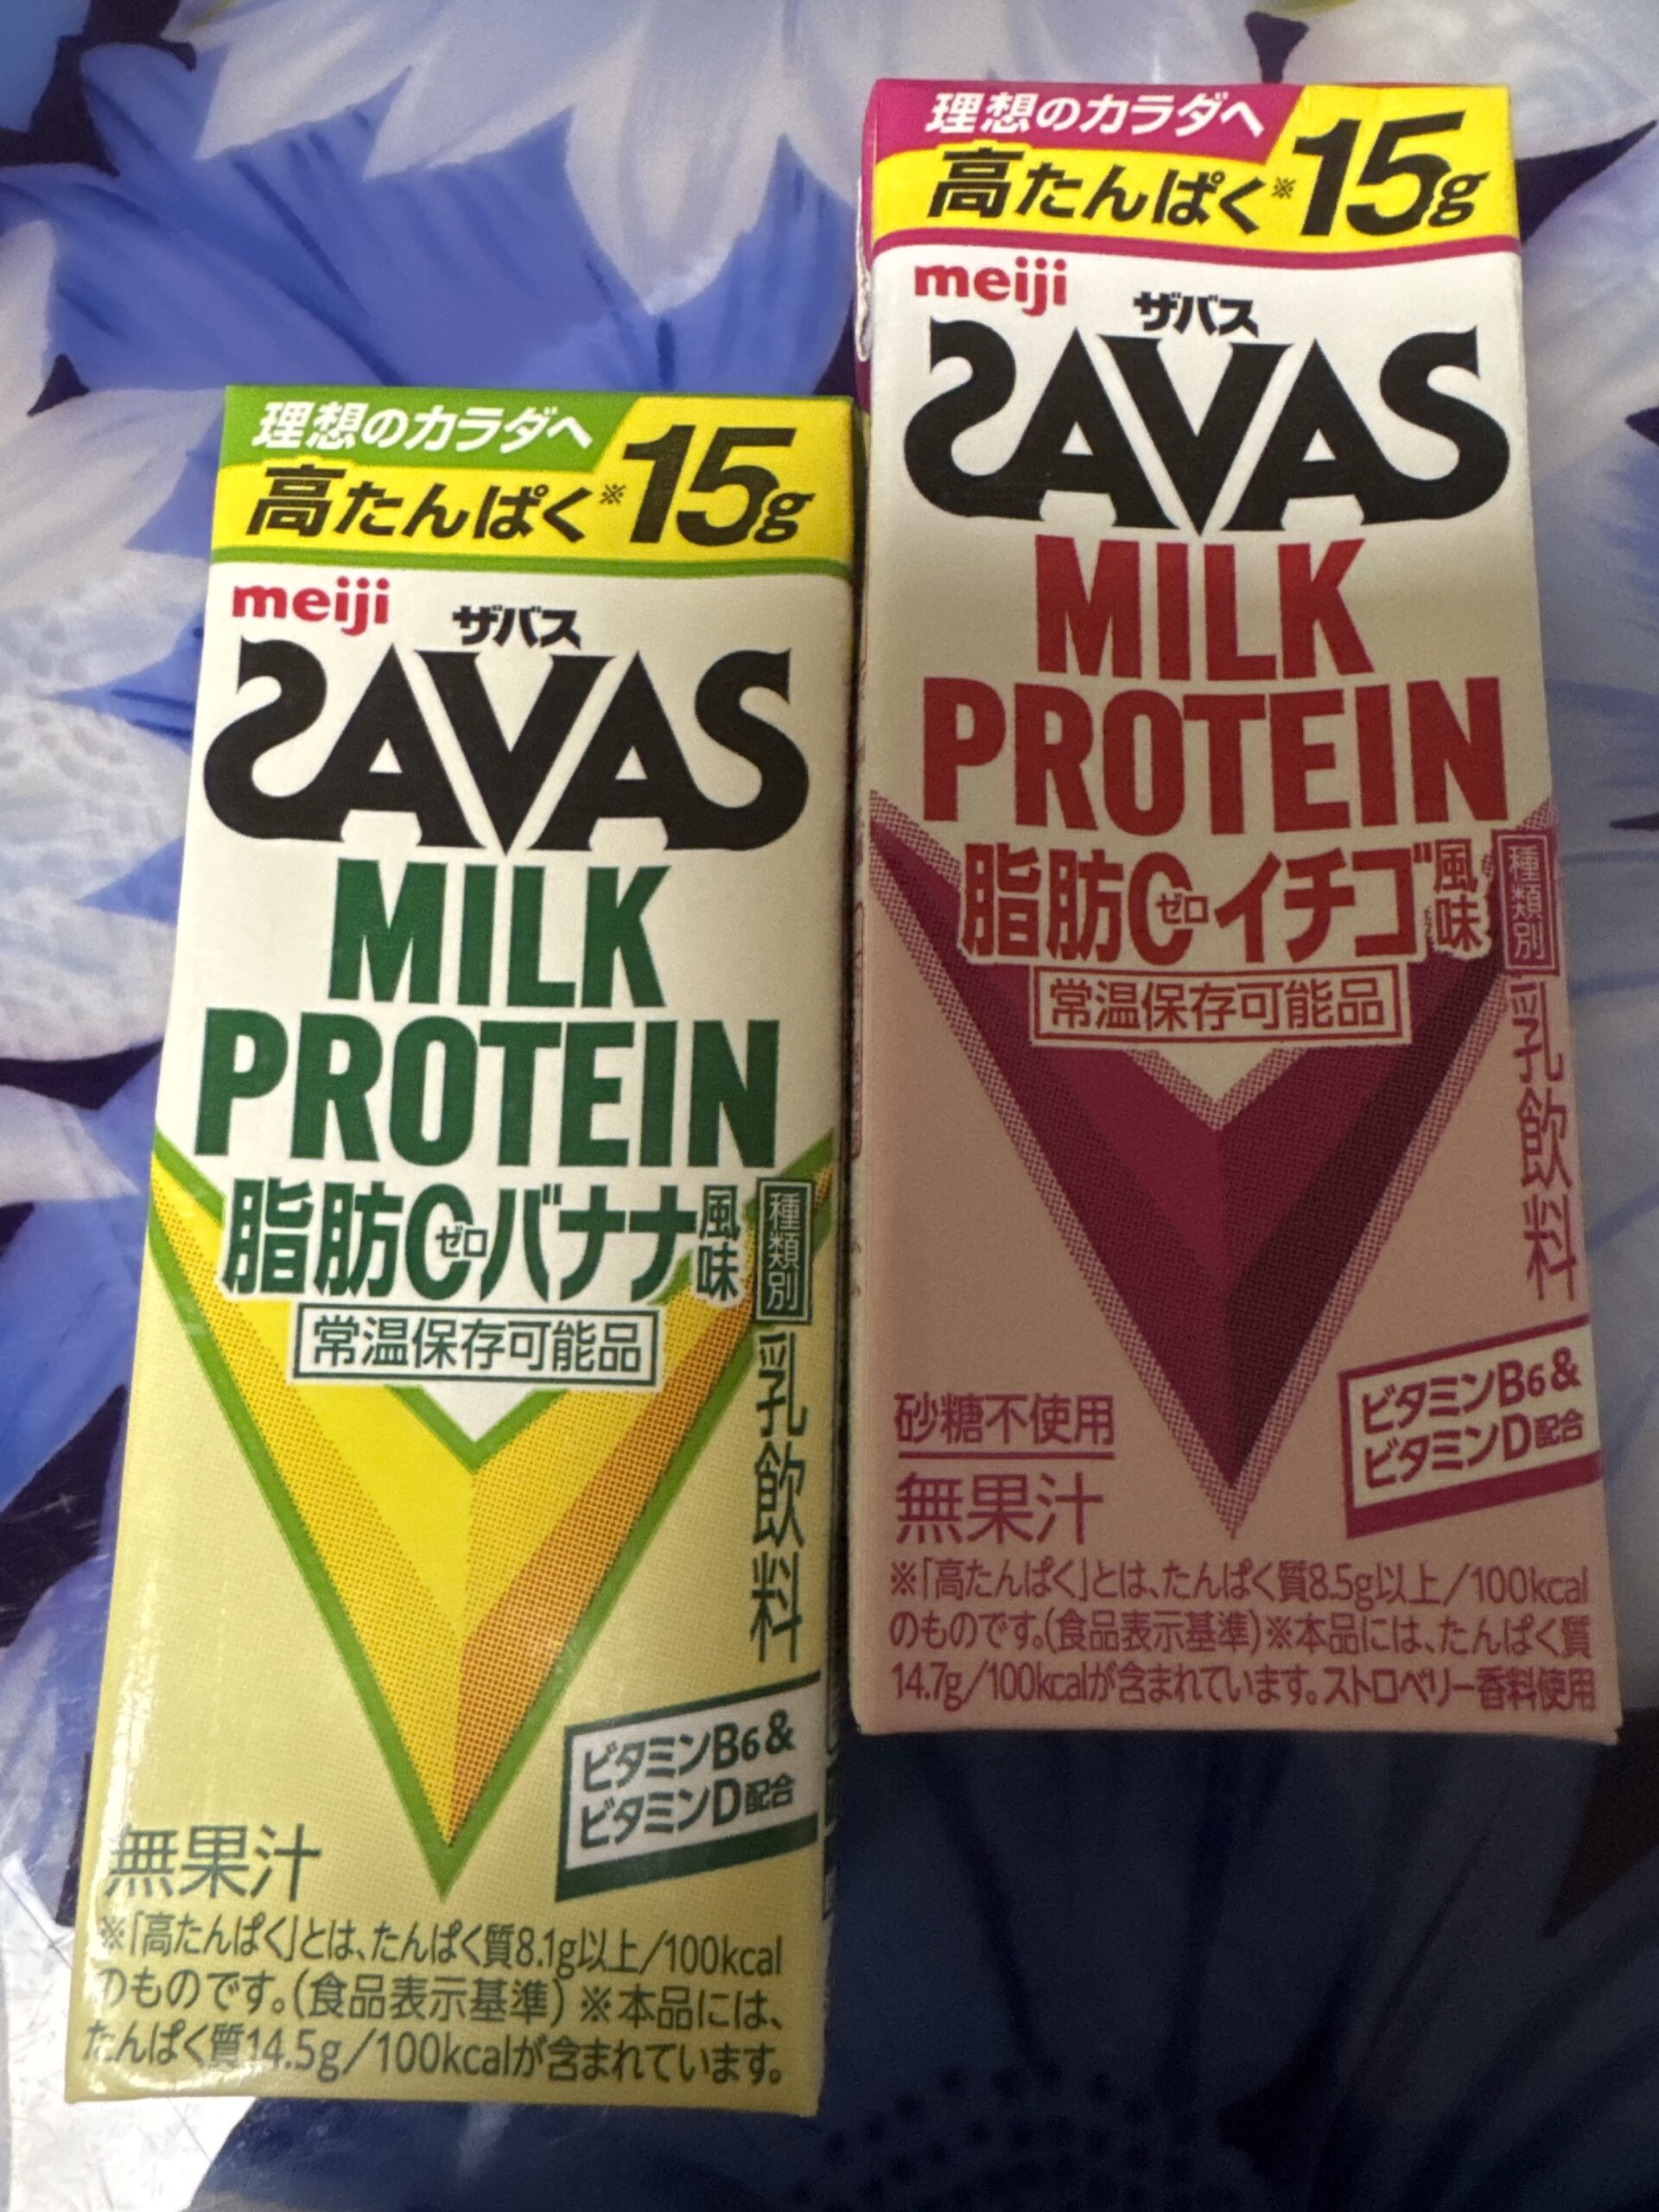 理想のカラダへ
高たんぱく※15g
meiji
ザバス
SAVAS
MILK
PROTEIN
脂肪0ゼロバナナ風味
常温保存可能品
種類別
乳飲料
ビタミンB6&
ビタミンD配合
無果汁
※「高たんぱく」とは、たんぱく質8.1g以上/100kcal
のものです。(食品表示基準)※本品には、
たんぱく質14.5g/100kcalが含まれています。
理想のカラダへ
高たんぱく※15g
meiji
ザバス
SAVAS
MILK
PROTEIN
脂肪0ゼロイチゴ風味
常温保存可能品
種類別
乳飲料
砂糖不使用
無果汁
ビタミンB6&
ビタミンD配合
※「高たんぱく」とは、たんぱく質8.5g以上/100kcal
のものです。(食品表示基準)※本品には、たんぱく質
14.7g/100kcalが含まれています。ストロベリー香料使用